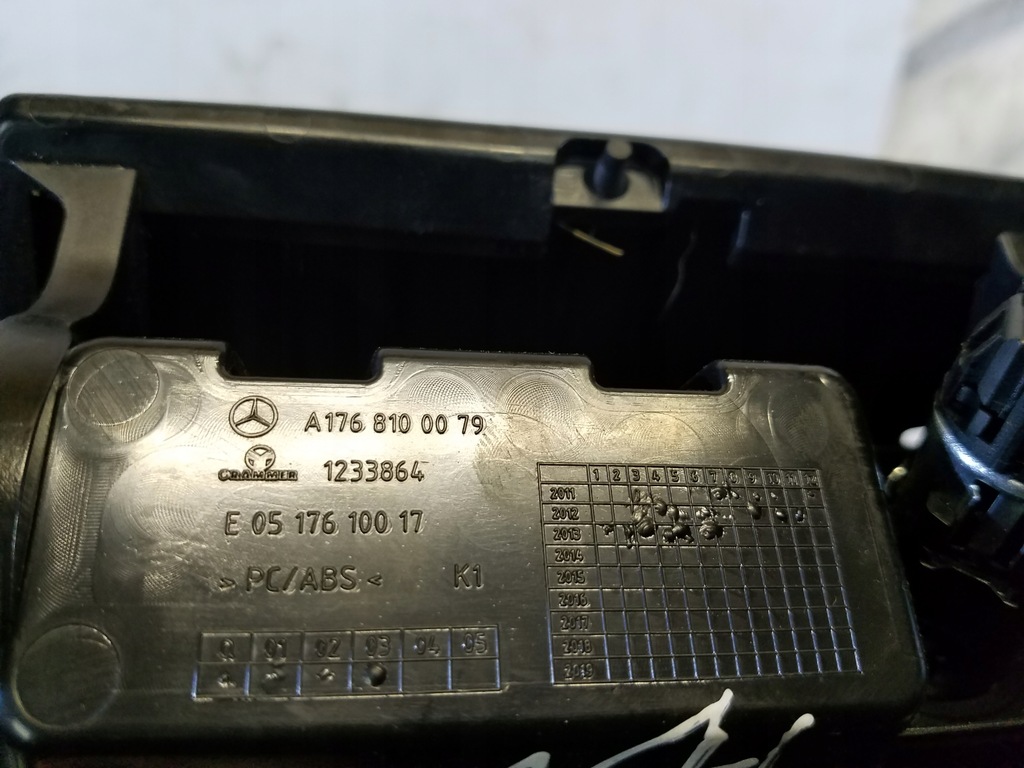 A176 810 00 79
GRAMMER 1233864
E 05 176 100 17
> PC/ABS < K1
Q 01 02 03 04 05
1 2 3 4 5 6 7 8 9 10 11 12
2011
2012
2013
2014
2015
2016
2017
2018
2019